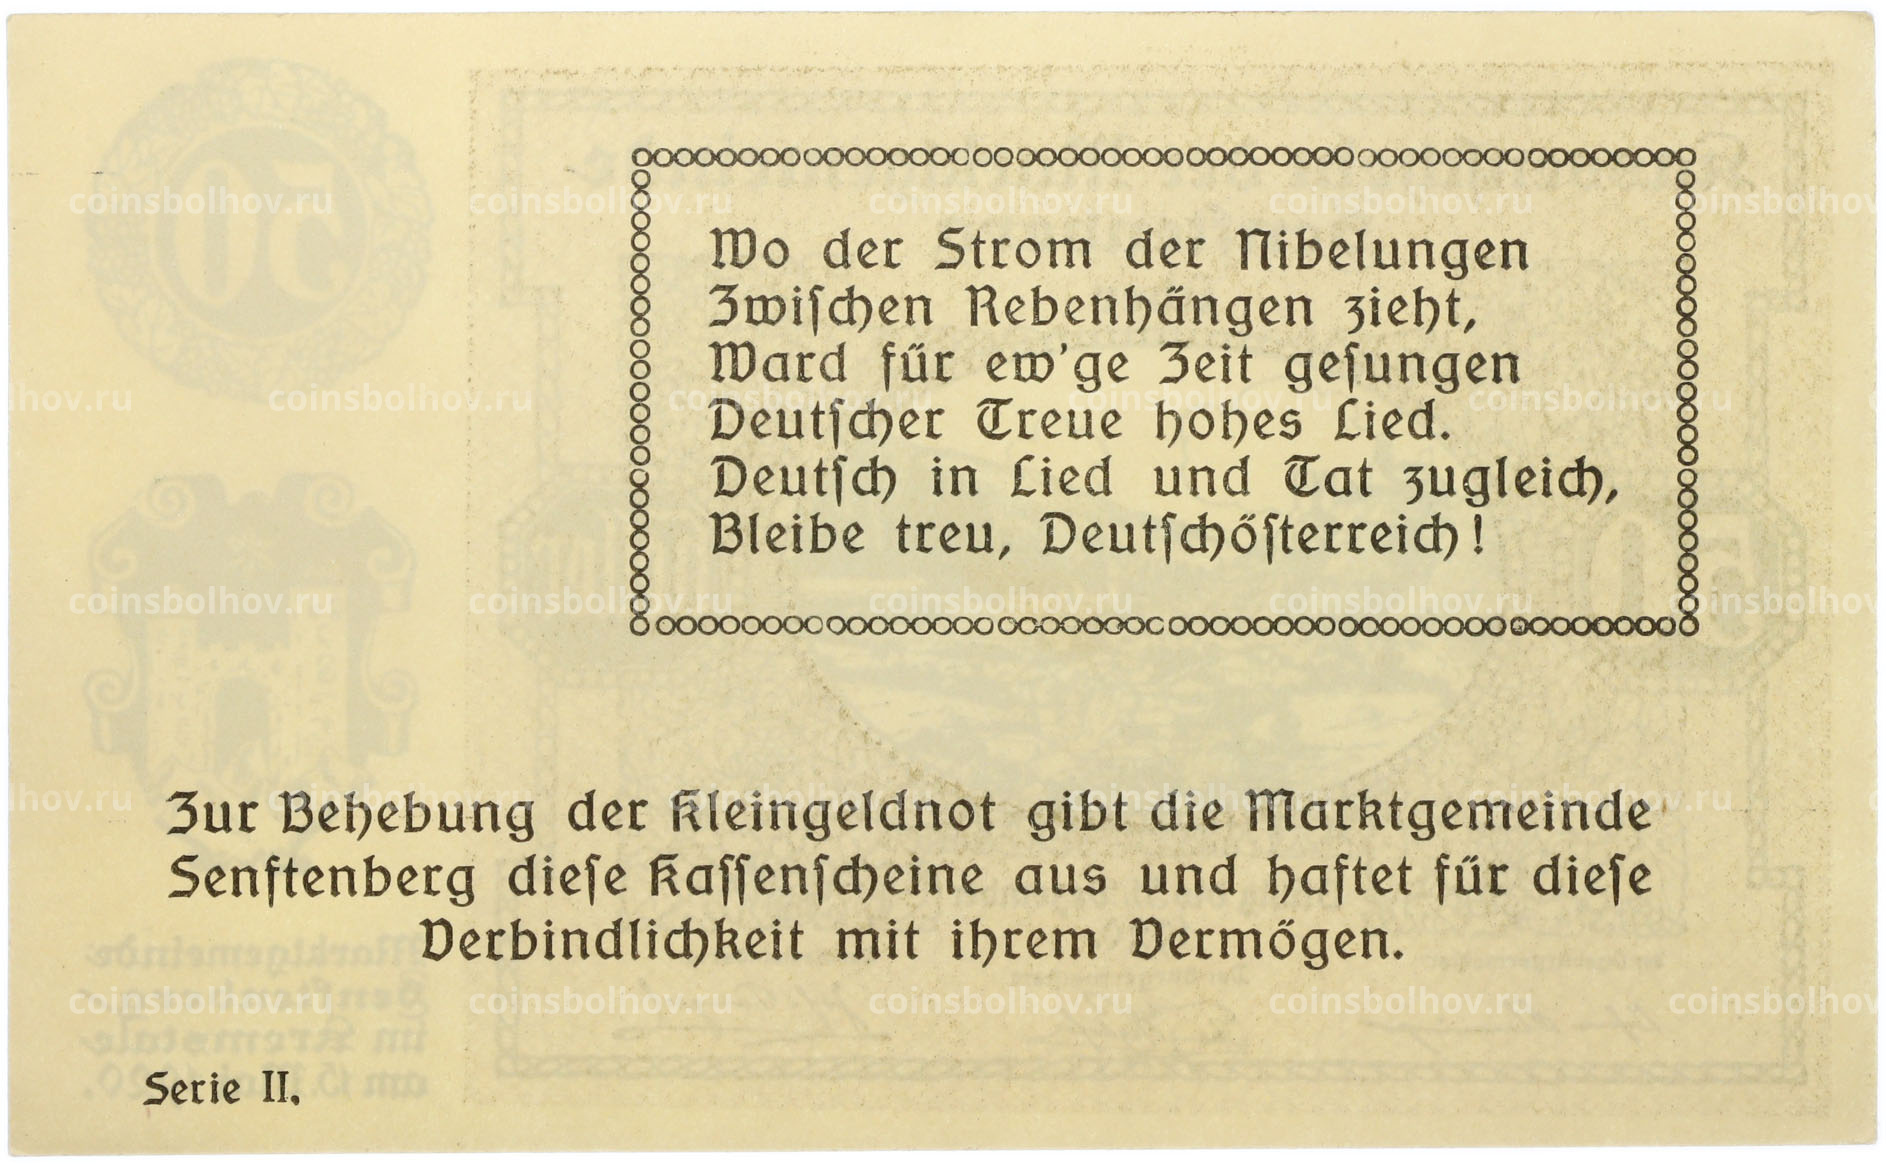 Wo der Strom der Nibelungen
Zwiſchen Rebenhängen zieht,
Ward für ew'ge Zeit geſungen
Deutſcher Treue hohes Lied.
Deutſch in Lied und Tat zugleich,
Bleibe treu, Deutſchöſterreich!
Zur Behebung der Kleingeldnot gibt die Marktgemeinde
Senftenberg dieſe Kaſſenſcheine aus und haftet für dieſe
Verbindlichkeit mit ihrem Vermögen.
Serie II.
coinsbolhov.ru